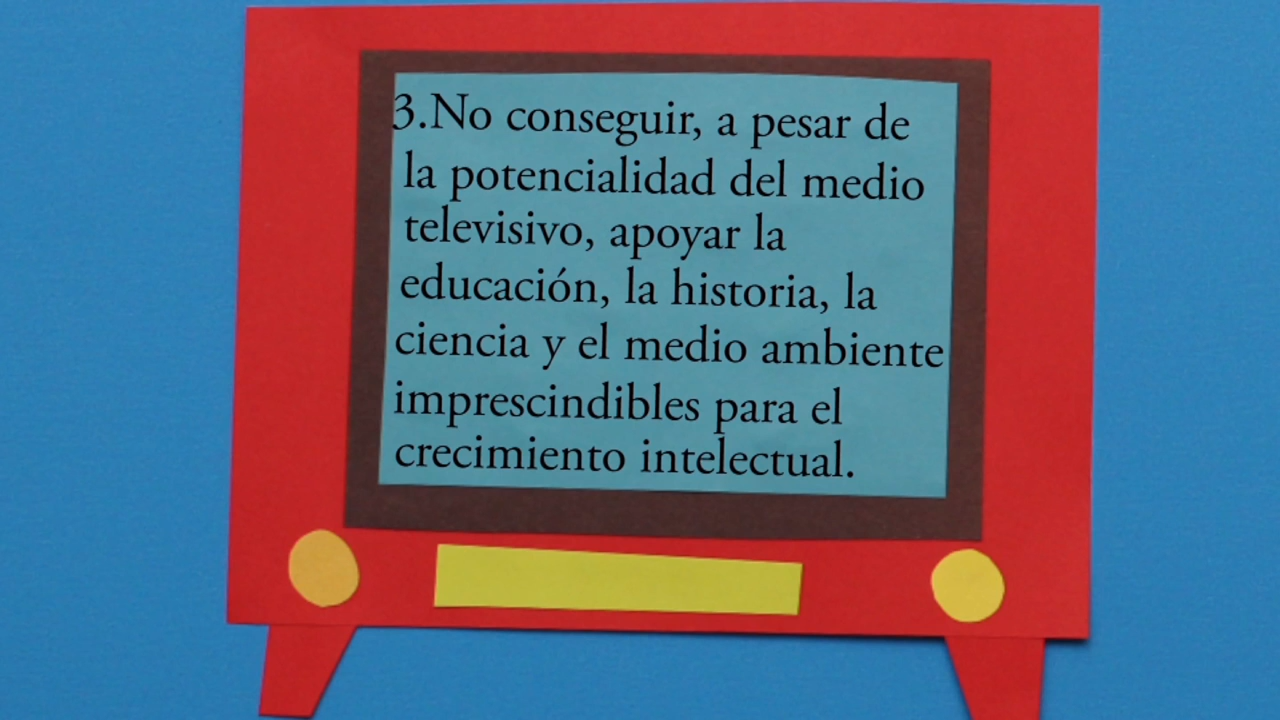 3.No conseguir, a pesar de
la potencialidad del medio
televisivo, apoyar la
educación, la historia, la
ciencia y el medio ambiente
imprescindibles para el
crecimiento intelectual.